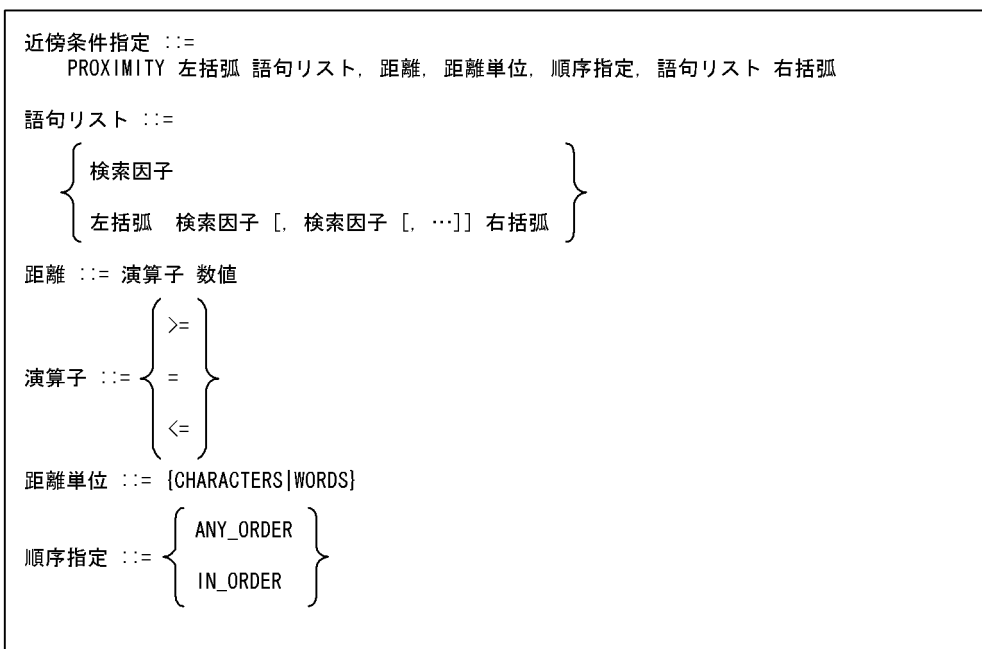 近傍条件指定 ::=
PROXIMITY 左括弧 語句リスト, 距離, 距離単位, 順序指定, 語句リスト 右括弧
語句リスト ::=
検索因子
左括弧 検索因子 [, 検索因子 [, …]] 右括弧
距離 ::= 演算子 数値
>=
演算子 ::= =
<=
距離単位 ::= {CHARACTERS|WORDS}
ANY_ORDER
順序指定 ::=
IN_ORDER